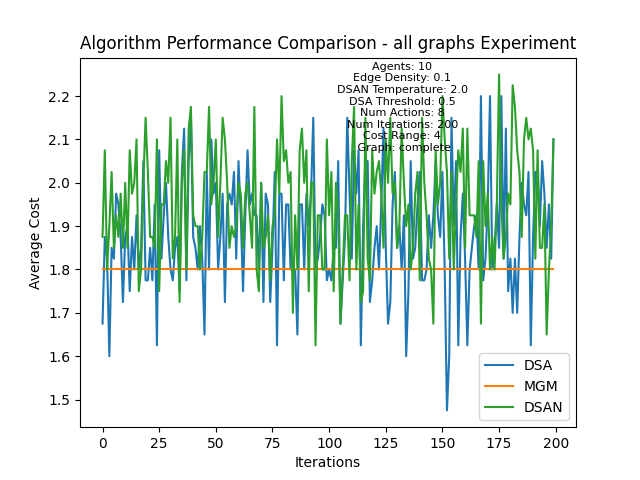 Algorithm Performance Comparison - all graphs Experiment
Agents: 10
Edge Density: 0.1
DSAN Temperature: 2.0
DSA Threshold: 0.5
Num Actions: 8
Num Iterations: 200
Cost Range: 4
Graph: complete
Average Cost
2.2
2.1
2.0
1.9
1.8
1.7
1.6
1.5
0
25
50
75
100
125
150
175
200
Iterations
DSA
MGM
DSAN